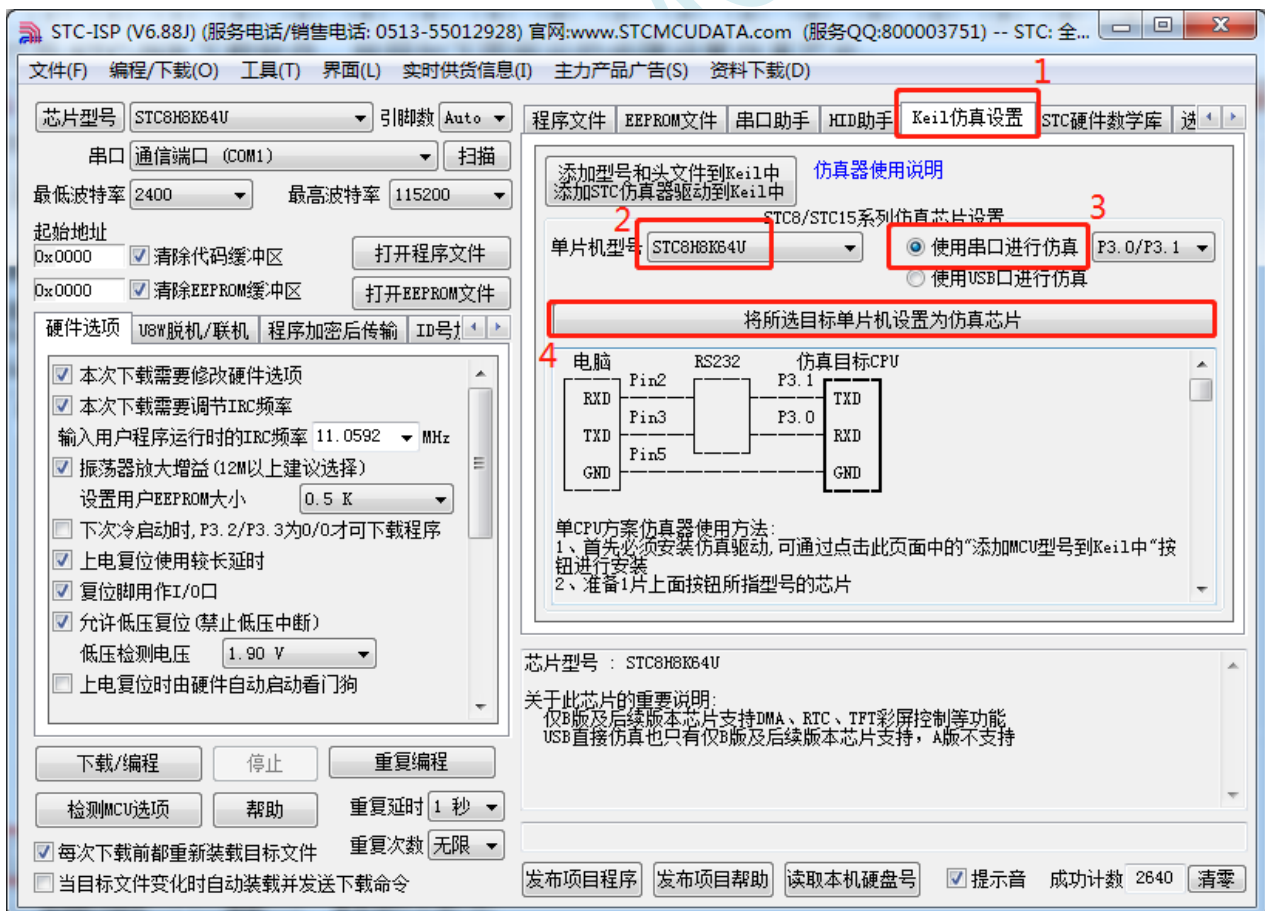 STC-ISP (V6.88J) (服务电话/销售电话: 0513-55012928) 官网:www.STCMCUDATA.com (服务QQ:800003751) -- STC: 全...
文件(F) 编程/下载(O) 工具(T) 界面(L) 实时供货信息(I) 主力产品广告(S) 资料下载(D)
1
芯片型号 STC8H8K64U 引脚数 Auto
串口 通信端口 (COM1) 扫描
最低波特率 2400 最高波特率 115200
起始地址
0x0000 清除代码缓冲区 打开程序文件
0x0000 清除EEPROM缓冲区 打开EEPROM文件
硬件选项 U8W脱机/联机 程序加密后传输
本次下载需要修改硬件选项
本次下载需要调节IRC频率
输入用户程序运行时的IRC频率 11.0592 MHz
振荡器放大增益(12M以上建议选择)
设置用户EEPROM大小 0.5 K
下次冷启动时,P3.2/P3.3为0/0才可下载程序
上电复位使用较长延时
复位脚用作I/O口
允许低压复位(禁止低压中断)
低压检测电压 1.90 V
上电复位时由硬件自动启动看门狗
下载/编程 停止 重复编程
检测MCU选项 帮助 重复延时 1 秒
每次下载前都重新装载目标文件 重复次数 无限
当目标文件变化时自动装载并发送下载命令
程序文件 EEPROM文件 串口助手 HID助手 Keil仿真设置 STC硬件数学库
添加型号和头文件到Keil中
添加STC仿真器驱动到Keil中
仿真器使用说明
STC8/STC15系列仿真芯片设置
2
3
单片机型号 STC8H8K64U 使用串口进行仿真 P3.0/P3.1
使用USB口进行仿真
将所选目标单片机设置为仿真芯片
4
电脑 RS232 仿真目标CPU
Pin2 P3.1
RXD TXD
Pin3 P3.0
TXD RXD
Pin5
GND GND
单CPU方案仿真器使用方法:
1、首先必须安装仿真驱动,可通过点击此页面中的“添加MCU型号到Keil中“按
钮进行安装
2、准备1片上面按钮所指型号的芯片
芯片型号 : STC8H8K64U
关于此芯片的重要说明:
仅B版及后续版本芯片支持DMA、RTC、TFT彩屏控制等功能
USB直接仿真也只有仅B版及后续版本芯片支持，A版不支持
发布项目程序 发布项目帮助 读取本机硬盘号 提示音 成功计数 2640 清零